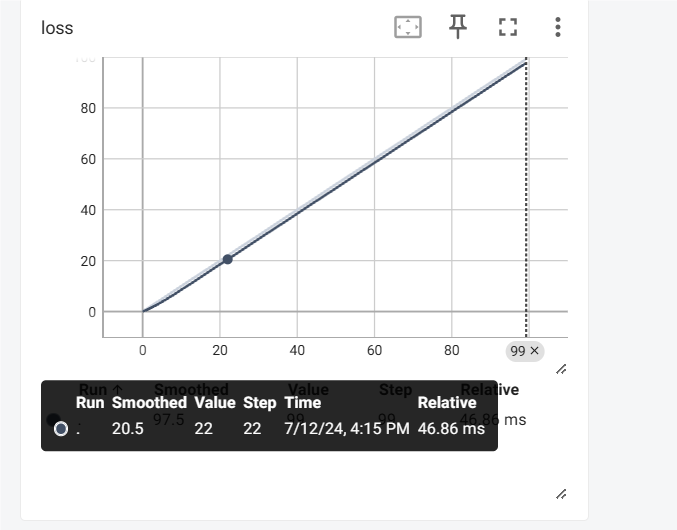 loss
100
80
60
40
20
0
0 20 40 60 80 99 ×
Run ↑ Smoothed Value Step Relative
. 97.5 99 99 46.86 ms
Run Smoothed Value Step Time Relative
. 20.5 22 22 7/12/24, 4:15 PM 46.86 ms